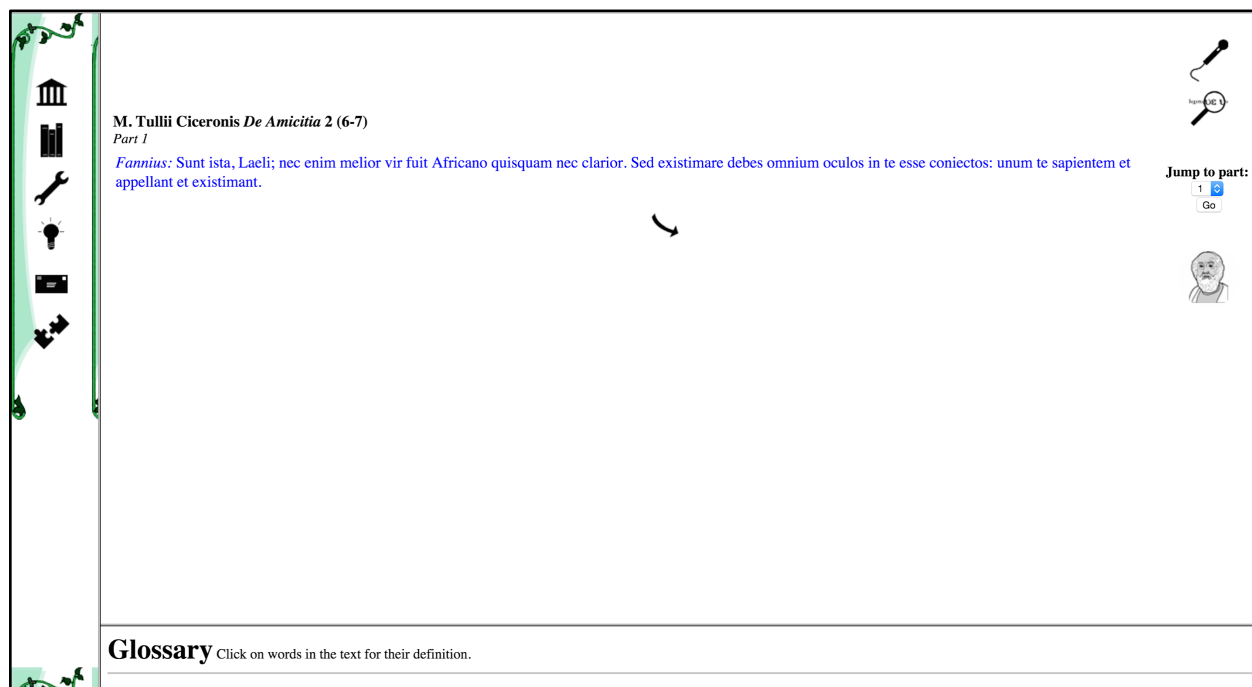 M. Tullii Ciceronis De Amicitia 2 (6-7)
Part 1
Fannius: Sunt ista, Laeli; nec enim melior vir fuit Africano quisquam nec clarior. Sed existimare debes omnium oculos in te esse coniectos: unum te sapientem et
appellant et existimant.
Jump to part:
1
Go
Glossary Click on words in the text for their definition.